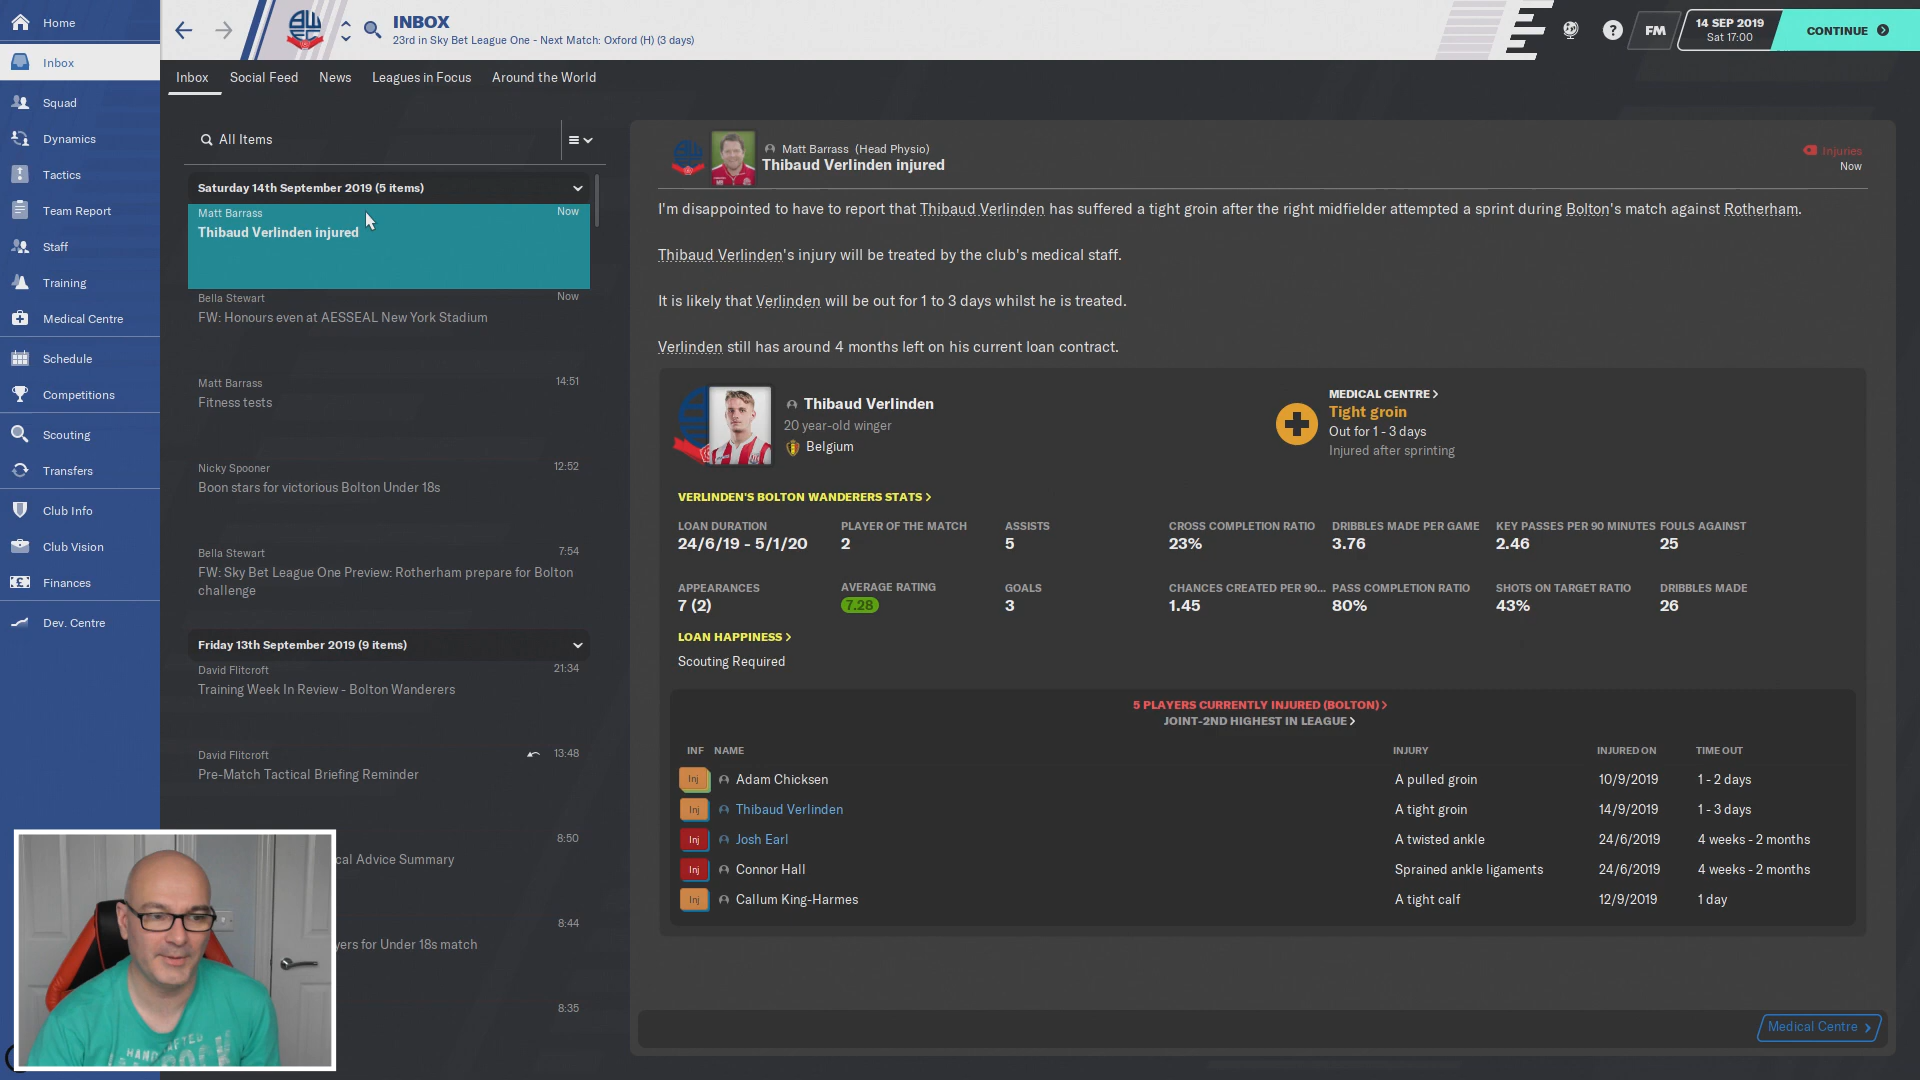 Home
Inbox
Squad
Dynamics
Tactics
Team Report
Staff
Training
Medical Centre
Schedule
Competitions
Scouting
Transfers
Club Info
Club Vision
Finances
Dev. Centre
INBOX
23rd in Sky Bet League One - Next Match: Oxford (H) (3 days)
FM
14 SEP 2019
Sat 17:00
CONTINUE
Inbox Social Feed News Leagues in Focus Around the World
All Items
Saturday 14th September 2019 (5 items)
Matt Barrass Now
Thibaud Verlinden injured
Bella Stewart Now
FW: Honours even at AESSEAL New York Stadium
Matt Barrass 14:51
Fitness tests
Nicky Spooner 12:52
Boon stars for victorious Bolton Under 18s
Bella Stewart 7:54
FW: Sky Bet League One Preview: Rotherham prepare for Bolton
challenge
Friday 13th September 2019 (9 items)
David Flitcroft 21:34
Training Week In Review - Bolton Wanderers
David Flitcroft 13:48
Pre-Match Tactical Briefing Reminder
8:50
cal Advice Summary
8:44
yers for Under 18s match
8:35
Matt Barrass (Head Physio)
Thibaud Verlinden injured
Injuries
Now
I'm disappointed to have to report that Thibaud Verlinden has suffered a tight groin after the right midfielder attempted a sprint during Bolton's match against Rotherham.
Thibaud Verlinden's injury will be treated by the club's medical staff.
It is likely that Verlinden will be out for 1 to 3 days whilst he is treated.
Verlinden still has around 4 months left on his current loan contract.
Thibaud Verlinden
20 year-old winger
Belgium
MEDICAL CENTRE >
Tight groin
Out for 1 - 3 days
Injured after sprinting
VERLINDEN'S BOLTON WANDERERS STATS >
LOAN DURATION PLAYER OF THE MATCH ASSISTS CROSS COMPLETION RATIO DRIBBLES MADE PER GAME KEY PASSES PER 90 MINUTES FOULS AGAINST
24/6/19 - 5/1/20 2 5 23% 3.76 2.46 25
APPEARANCES AVERAGE RATING GOALS CHANCES CREATED PER 90... PASS COMPLETION RATIO SHOTS ON TARGET RATIO DRIBBLES MADE
7 (2) 7.28 3 1.45 80% 43% 26
LOAN HAPPINESS >
Scouting Required
5 PLAYERS CURRENTLY INJURED (BOLTON) >
JOINT-2ND HIGHEST IN LEAGUE >
INF NAME INJURY INJURED ON TIME OUT
Inj Adam Chicksen A pulled groin 10/9/2019 1 - 2 days
Inj Thibaud Verlinden A tight groin 14/9/2019 1 - 3 days
Inj Josh Earl A twisted ankle 24/6/2019 4 weeks - 2 months
Inj Connor Hall Sprained ankle ligaments 24/6/2019 4 weeks - 2 months
Inj Callum King-Harmes A tight calf 12/9/2019 1 day
Medical Centre >